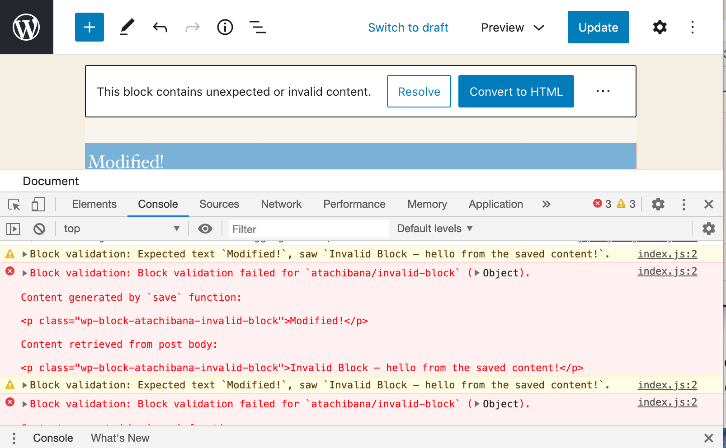 Switch to draft Preview Update
This block contains unexpected or invalid content. Resolve Convert to HTML ...
Modified!
Document
Elements Console Sources Network Performance Memory Application » 3 3
top Filter Default levels
Block validation: Expected text `Modified!`, saw `Invalid Block – hello from the saved content!`. index.js:2
Block validation: Block validation failed for `atachibana/invalid-block` (Object). index.js:2
Content generated by `save` function:
<p class="wp-block-atachibana-invalid-block">Modified!</p>
Content retrieved from post body:
<p class="wp-block-atachibana-invalid-block">Invalid Block – hello from the saved content!</p>
Block validation: Expected text `Modified!`, saw `Invalid Block – hello from the saved content!`. index.js:2
Block validation: Block validation failed for `atachibana/invalid-block` (Object). index.js:2
Console What's New